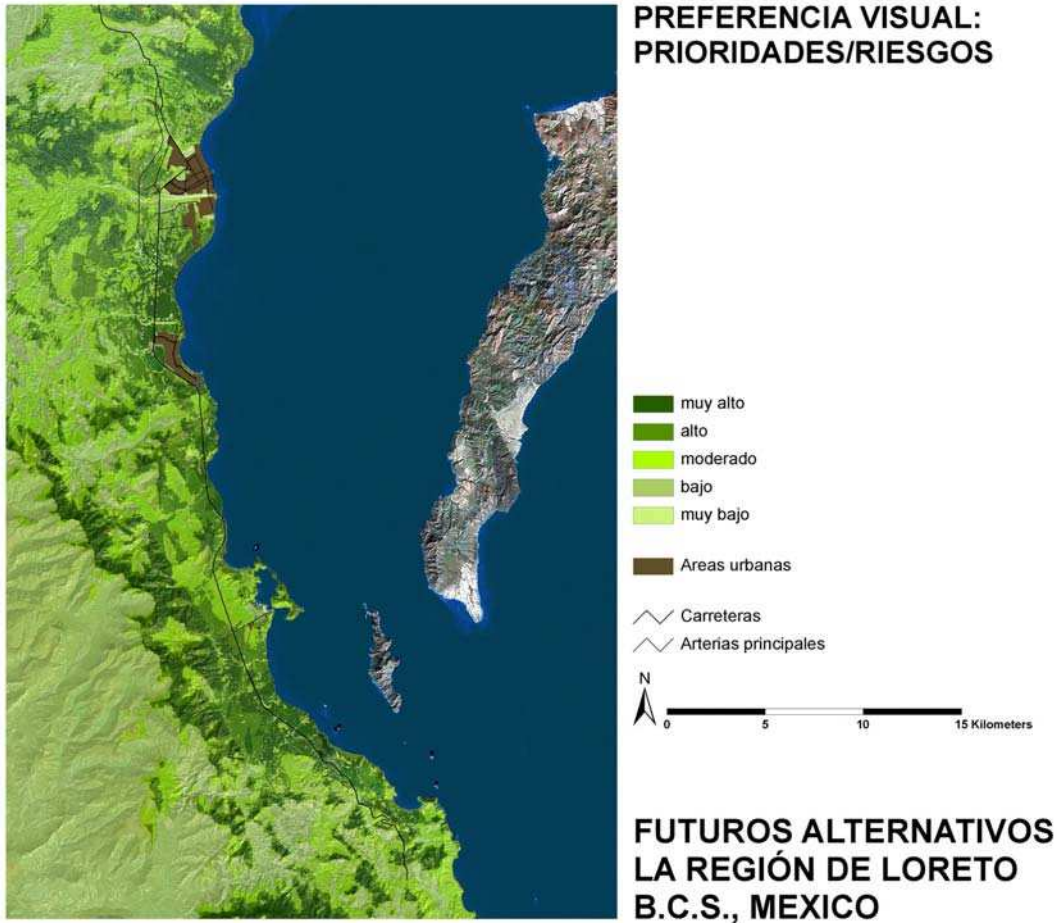 PREFERENCIA VISUAL:
PRIORIDADES/RIESGOS
muy alto
alto
moderado
bajo
muy bajo
Areas urbanas
Carreteras
Arterias principales
N
0 5 10 15 Kilometers
FUTUROS ALTERNATIVOS
LA REGIÓN DE LORETO
B.C.S., MEXICO